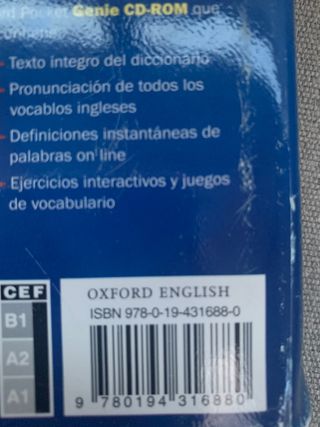 Pocket Genie CD-ROM que
contiene:
Texto íntegro del diccionario
Pronunciación de todos los
vocablos ingleses
Definiciones instantáneas de
palabras on line
Ejercicios interactivos y juegos
de vocabulario
CEF
B1
A2
A1
OXFORD ENGLISH
ISBN 978-0-19-431688-0
9 780194 316880